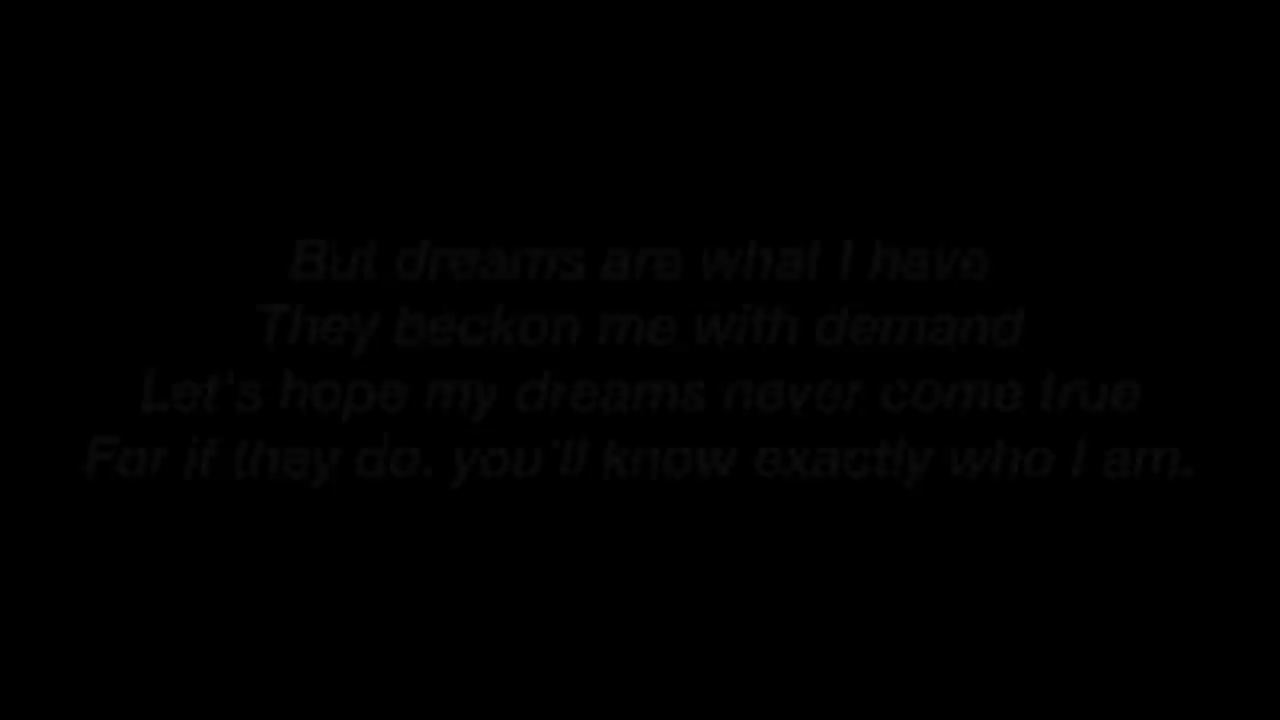 But dreams are what I have
They beckon me with demand
Let's hope my dreams never come true
For if they do, you'll know exactly who I am.